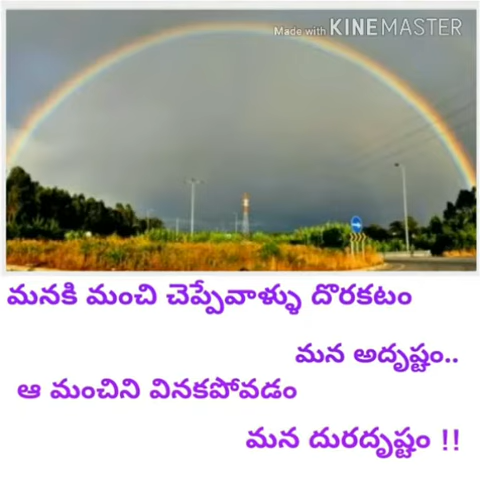 Made with KINEMASTER
మనకి మంచి చెప్పేవాళ్ళు దొరకటం
మన అదృష్టం..
ఆ మంచిని వినకపోవడం
మన దురదృష్టం !!